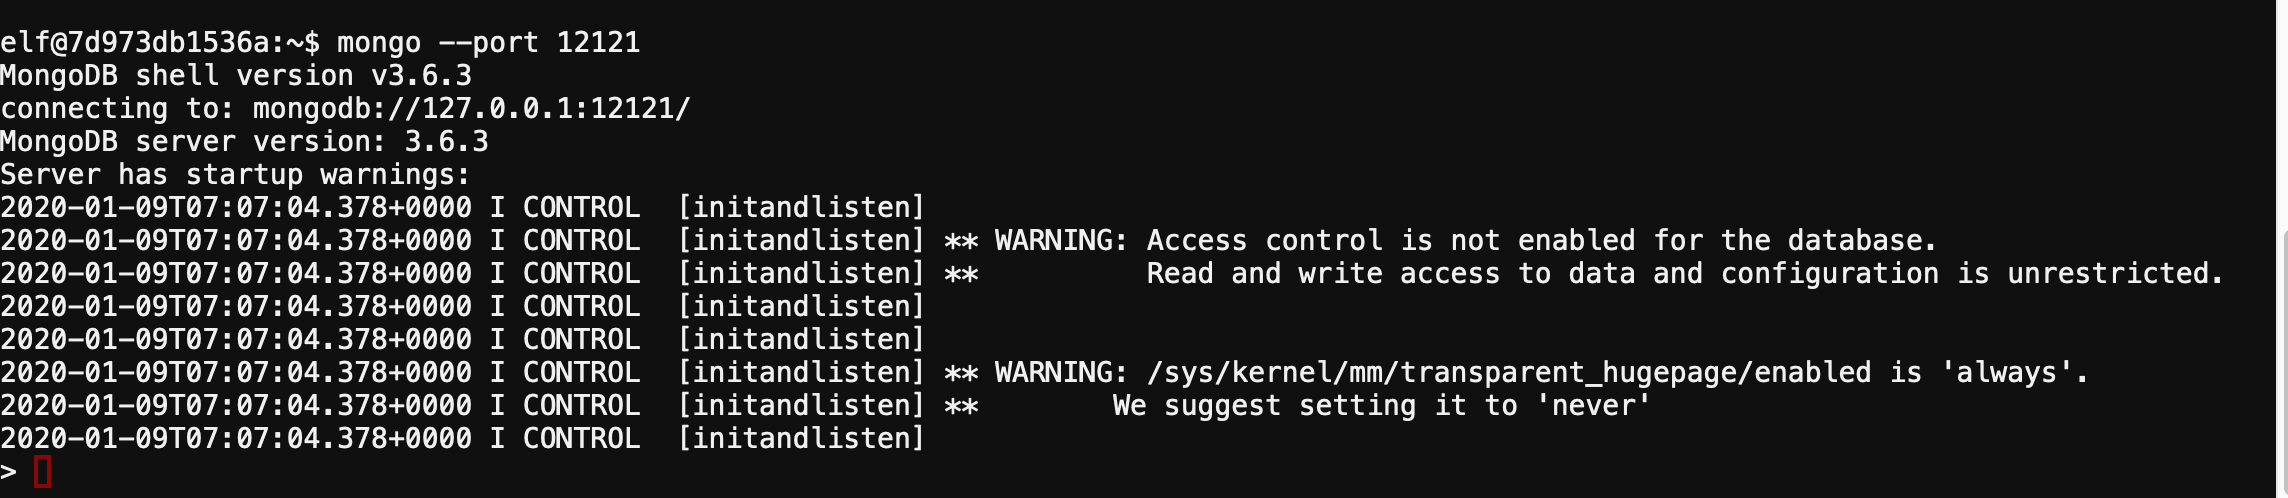 elf@7d973db1536a:~$ mongo --port 12121
MongoDB shell version v3.6.3
connecting to: mongodb://127.0.0.1:12121/
MongoDB server version: 3.6.3
Server has startup warnings:
2020-01-09T07:07:04.378+0000 I CONTROL  [initandlisten]
2020-01-09T07:07:04.378+0000 I CONTROL  [initandlisten] ** WARNING: Access control is not enabled for the database.
2020-01-09T07:07:04.378+0000 I CONTROL  [initandlisten] **          Read and write access to data and configuration is unrestricted.
2020-01-09T07:07:04.378+0000 I CONTROL  [initandlisten]
2020-01-09T07:07:04.378+0000 I CONTROL  [initandlisten]
2020-01-09T07:07:04.378+0000 I CONTROL  [initandlisten] ** WARNING: /sys/kernel/mm/transparent_hugepage/enabled is 'always'.
2020-01-09T07:07:04.378+0000 I CONTROL  [initandlisten] **        We suggest setting it to 'never'
2020-01-09T07:07:04.378+0000 I CONTROL  [initandlisten]
>